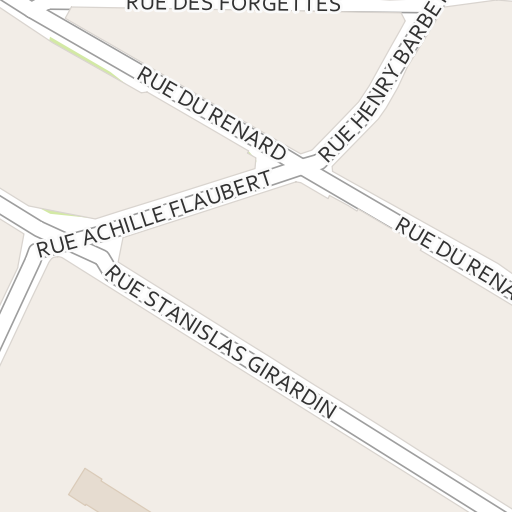 RUE DES FORGETTES
RUE DU RENARD
RUE HENRY BARBE
RUE ACHILLE FLAUBERT
RUE DU RENA
RUE STANISLAS GIRARDIN